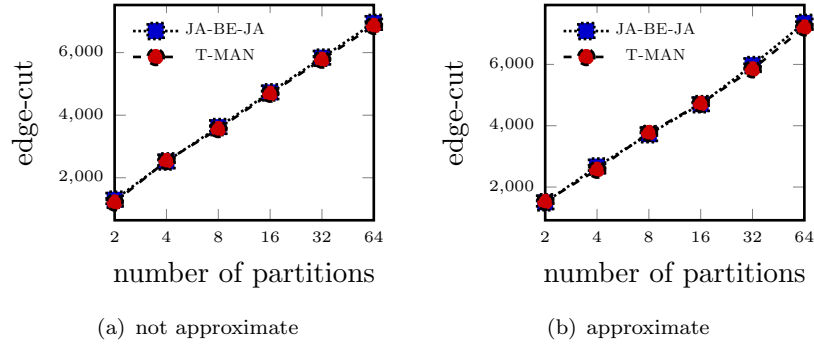 edge-cut
6,000
4,000
2,000
JA-BE-JA
T-MAN
2 4 8 16 32 64
number of partitions
(a) not approximate
edge-cut
6,000
4,000
2,000
JA-BE-JA
T-MAN
2 4 8 16 32 64
number of partitions
(b) approximate